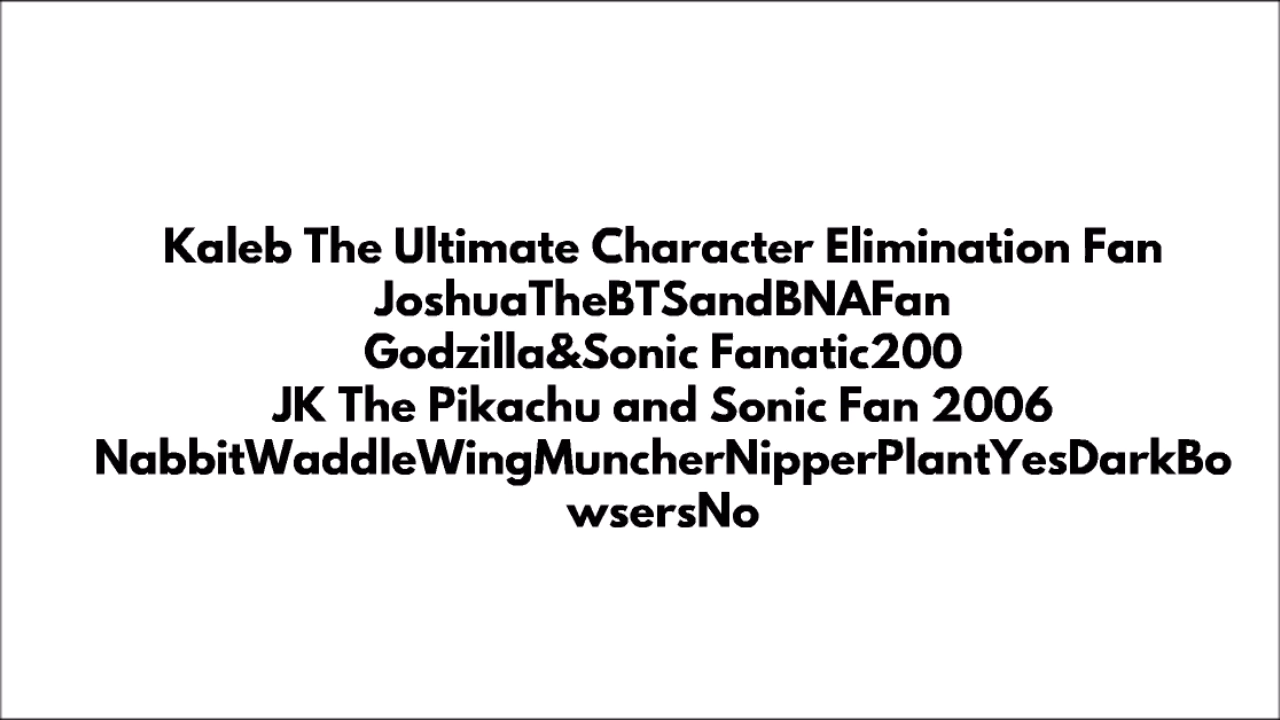 Kaleb The Ultimate Character Elimination Fan
JoshuaTheBTSandBNAFan
Godzilla&Sonic Fanatic200
JK The Pikachu and Sonic Fan 2006
NabbitWaddleWingMuncherNipperPlantYesDarkBo
wsersNo